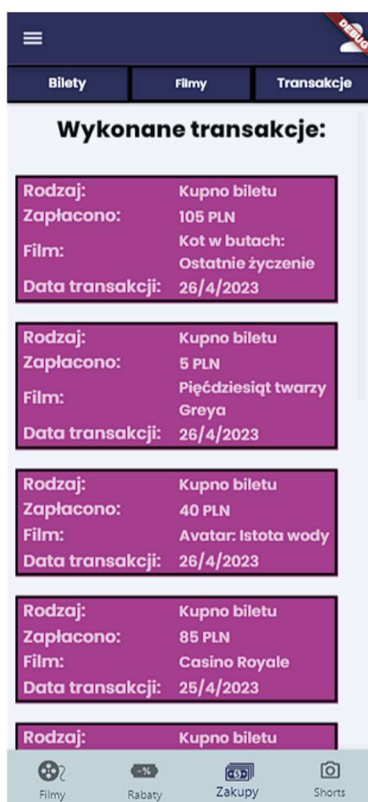 DEBUG
Bilety Filmy Transakcje
Wykonane transakcje:
Rodzaj: Kupno biletu
Zapłacono: 105 PLN
Film: Kot w butach:
Ostatnie życzenie
Data transakcji: 26/4/2023
Rodzaj: Kupno biletu
Zapłacono: 5 PLN
Film: Pięćdziesiąt twarzy
Greya
Data transakcji: 26/4/2023
Rodzaj: Kupno biletu
Zapłacono: 40 PLN
Film: Avatar: Istota wody
Data transakcji: 26/4/2023
Rodzaj: Kupno biletu
Zapłacono: 85 PLN
Film: Casino Royale
Data transakcji: 25/4/2023
Rodzaj: Kupno biletu
Filmy Rabaty Zakupy Shorts